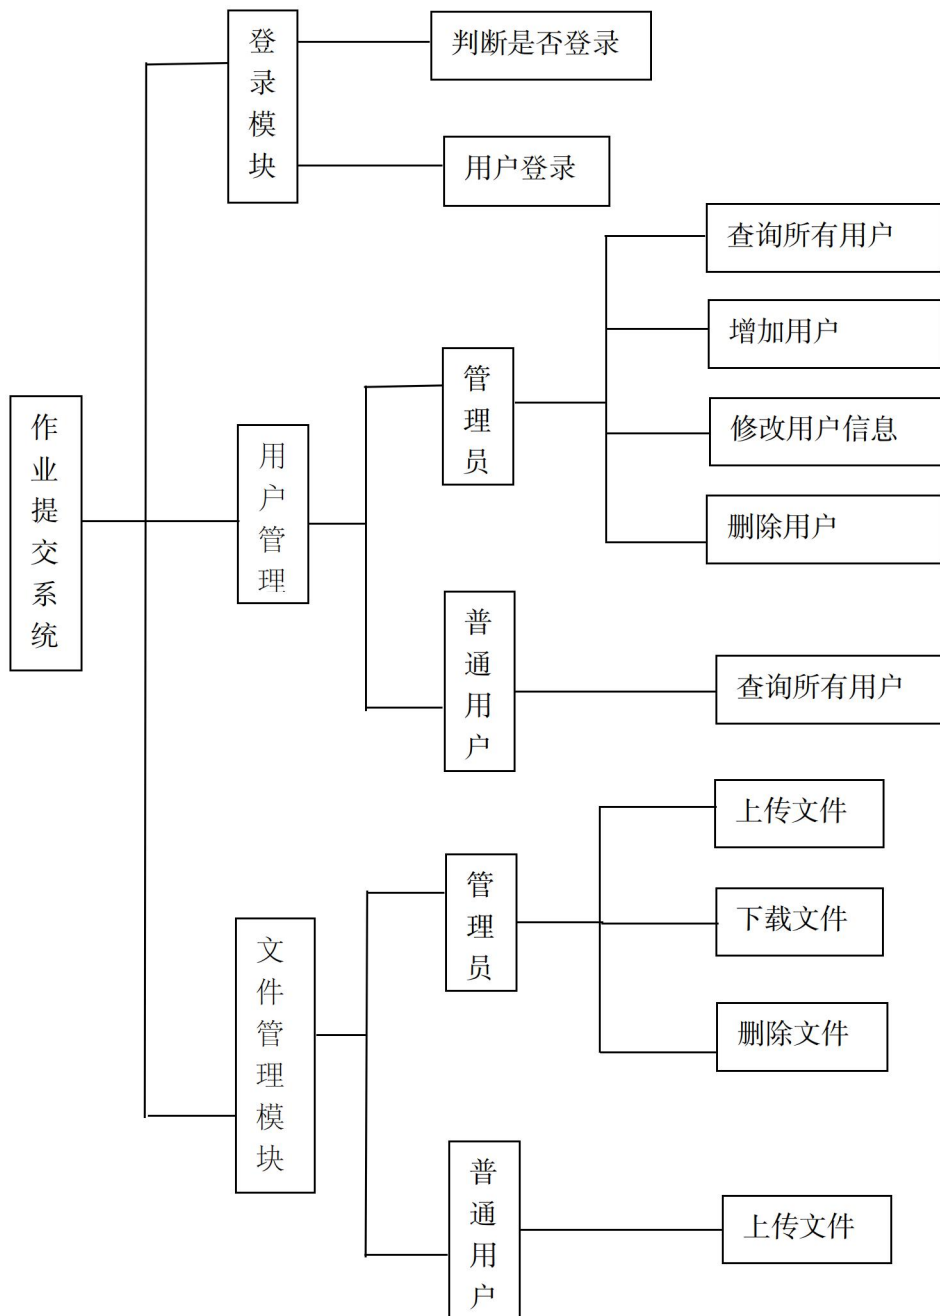 作业提交系统
登录模块
判断是否登录
用户登录
用户管理
管理员
查询所有用户
增加用户
修改用户信息
删除用户
普通用户
查询所有用户
文件管理模块
管理员
上传文件
下载文件
删除文件
普通用户
上传文件